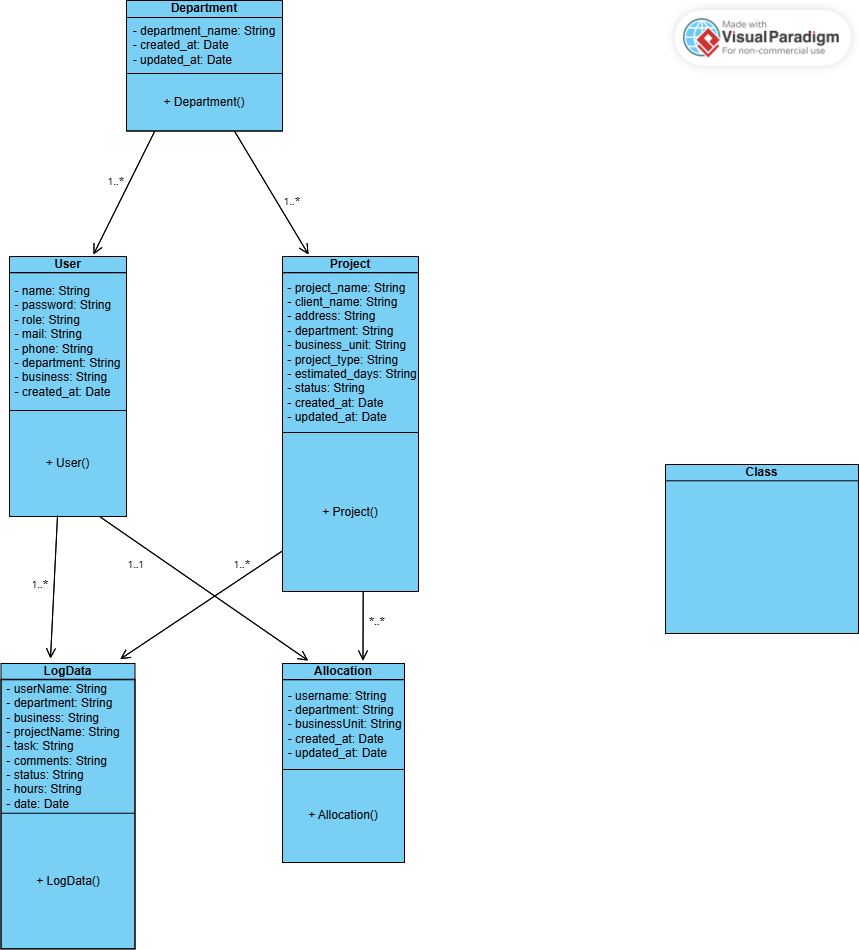 Department
- department_name: String
- created_at: Date
- updated_at: Date
+ Department()
Made with
VisualParadigm
For non-commercial use
1..*
1..*
User
- name: String
- password: String
- role: String
- mail: String
- phone: String
- department: String
- business: String
- created_at: Date
+ User()
Project
- project_name: String
- client_name: String
- address: String
- department: String
- business_unit: String
- project_type: String
- estimated_days: String
- status: String
- created_at: Date
- updated_at: Date
+ Project()
Class
1..*
1..1
1..*
*..*
LogData
- userName: String
- department: String
- business: String
- projectName: String
- task: String
- comments: String
- status: String
- hours: String
- date: Date
+ LogData()
Allocation
- username: String
- department: String
- businessUnit: String
- created_at: Date
- updated_at: Date
+ Allocation()